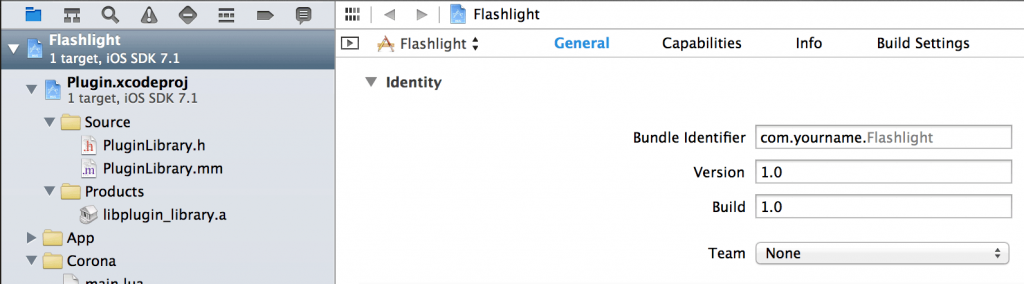 Flashlight
1 target, iOS SDK 7.1
Plugin.xcodeproj
1 target, iOS SDK 7.1
Source
.h PluginLibrary.h
.m PluginLibrary.mm
Products
libplugin_library.a
App
Corona
main.lua
Flashlight
Flashlight General Capabilities Info Build Settings
Identity
Bundle Identifier com.yourname.Flashlight
Version 1.0
Build 1.0
Team None